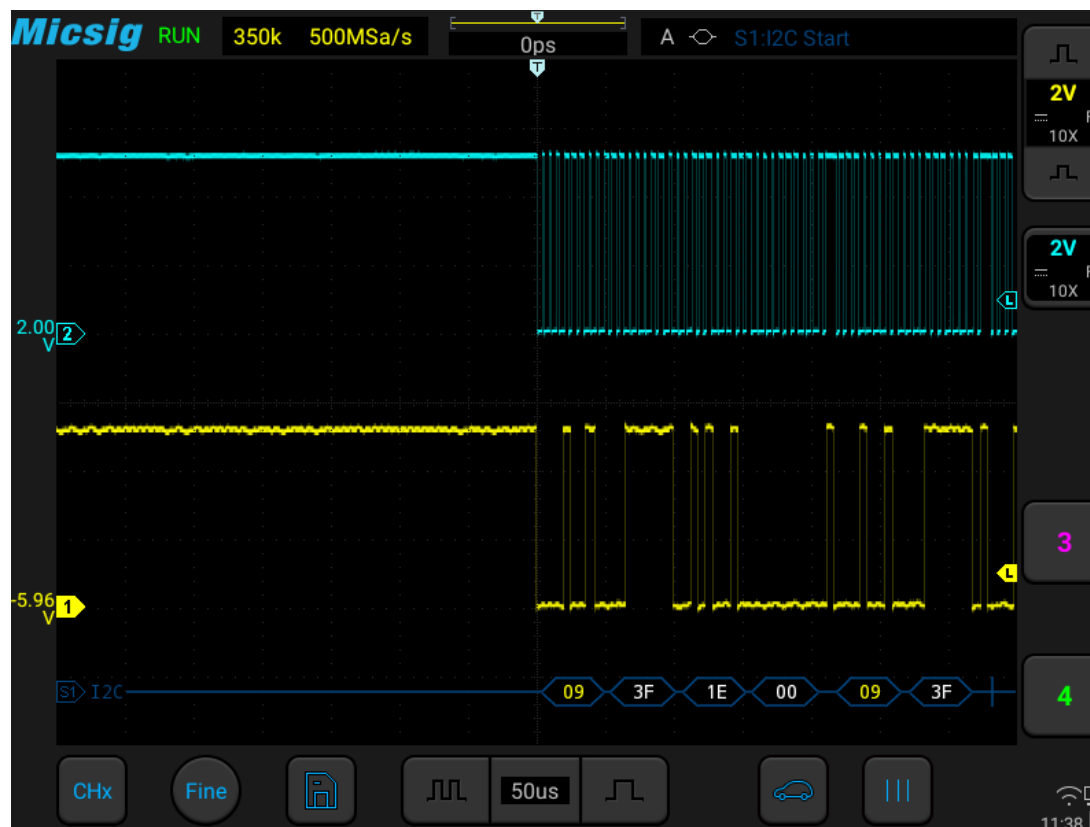 Micsig RUN 350k 500MSa/s T 0ps A S1:I2C Start
T
2V
F
10X
2V
F
10X
L
2.00 V 2
L
3
-5.96 V 1
S1 I2C 09 3F 1E 00 09 3F
4
CHx Fine 50us
11:38